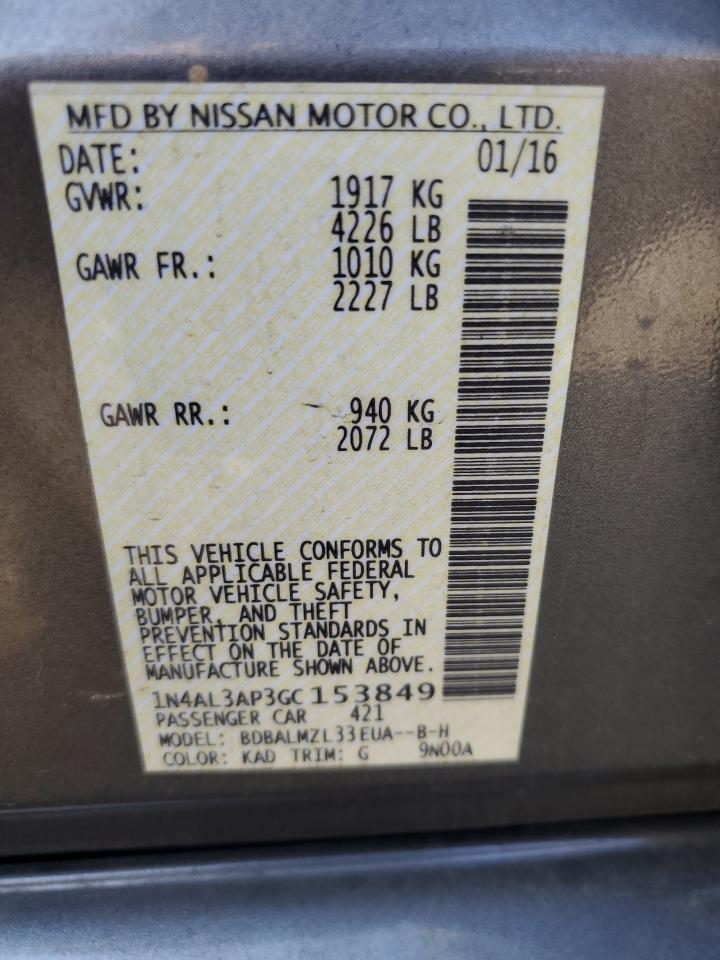 MFD BY NISSAN MOTOR CO., LTD.
DATE: 01/16
GVWR: 1917 KG
4226 LB
GAWR FR.: 1010 KG
2227 LB
GAWR RR.: 940 KG
2072 LB
THIS VEHICLE CONFORMS TO
ALL APPLICABLE FEDERAL
MOTOR VEHICLE SAFETY,
BUMPER, AND THEFT
PREVENTION STANDARDS IN
EFFECT ON THE DATE OF
MANUFACTURE SHOWN ABOVE.
1N4AL3AP3GC153849
PASSENGER CAR 421
MODEL: BDBALMZL33EUA--B-H
COLOR: KAD TRIM: G 9N00A